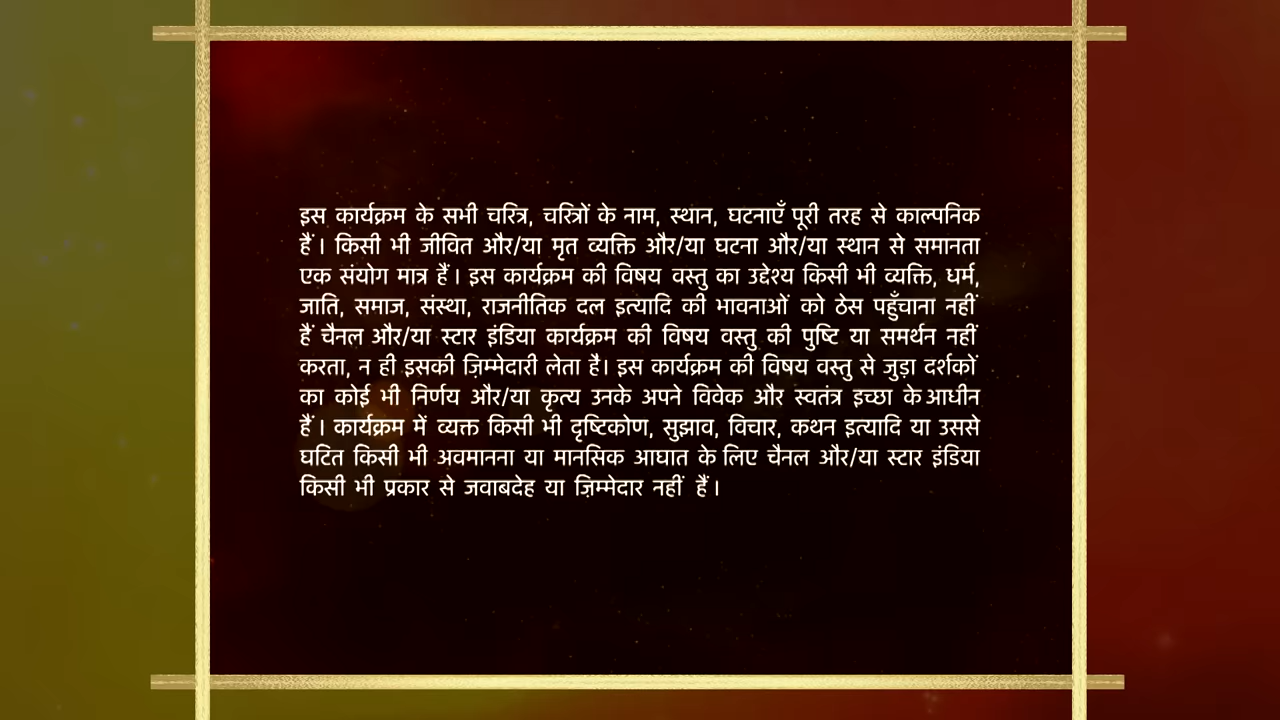 इस कार्यक्रम के सभी चरित्र, चरित्रों के नाम, स्थान, घटनाएँ पूरी तरह से काल्पनिक
हैं । किसी भी जीवित और/या मृत व्यक्ति और/या घटना और/या स्थान से समानता
एक संयोग मात्र हैं । इस कार्यक्रम की विषय वस्तु का उद्देश्य किसी भी व्यक्ति, धर्म,
जाति, समाज, संस्था, राजनीतिक दल इत्यादि की भावनाओं को ठेस पहुँचाना नहीं
हैं चैनल और/या स्टार इंडिया कार्यक्रम की विषय वस्तु की पुष्टि या समर्थन नहीं
करता, न ही इसकी ज़िम्मेदारी लेता है। इस कार्यक्रम की विषय वस्तु से जुड़ा दर्शकों
का कोई भी निर्णय और/या कृत्य उनके अपने विवेक और स्वतंत्र इच्छा के आधीन
हैं । कार्यक्रम में व्यक्त किसी भी दृष्टिकोण, सुझाव, विचार, कथन इत्यादि या उससे
घटित किसी भी अवमानना या मानसिक आघात के लिए चैनल और/या स्टार इंडिया
किसी भी प्रकार से जवाबदेह या ज़िम्मेदार नहीं हैं ।